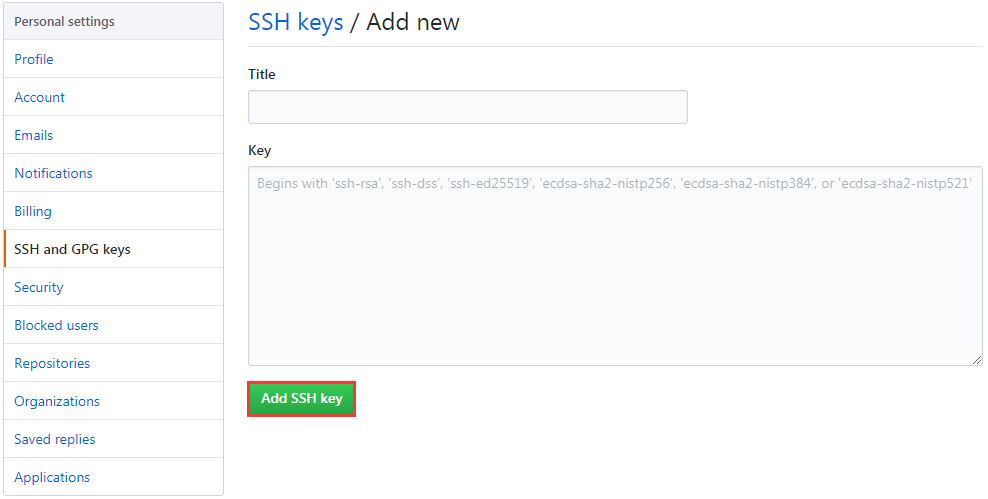 Personal settings
Profile
Account
Emails
Notifications
Billing
SSH and GPG keys
Security
Blocked users
Repositories
Organizations
Saved replies
Applications
SSH keys / Add new
Title
Key
Begins with 'ssh-rsa', 'ssh-dss', 'ssh-ed25519', 'ecdsa-sha2-nistp256', 'ecdsa-sha2-nistp384', or 'ecdsa-sha2-nistp521'
Add SSH key